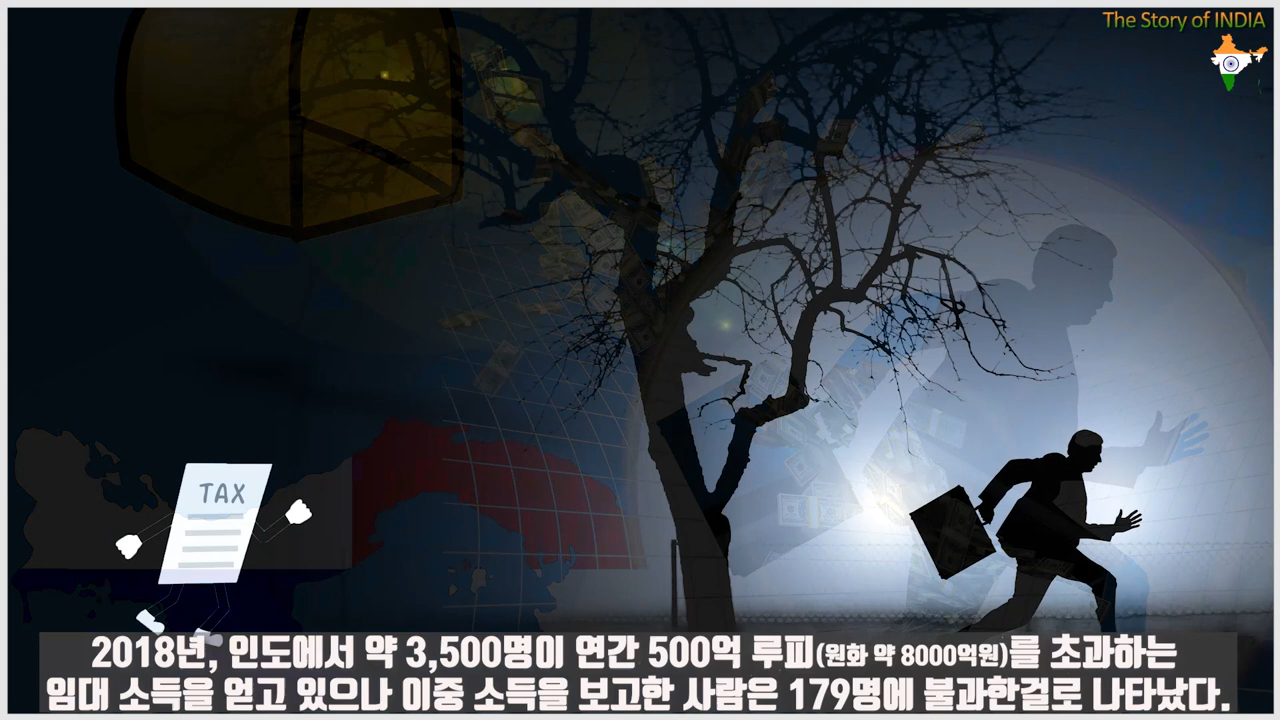 The Story of INDIA
TAX
2018년, 인도에서 약 3,500명이 연간 500억 루피(원화 약 8000억원)를 초과하는
임대 소득을 얻고 있으나 이중 소득을 보고한 사람은 179명에 불과한걸로 나타났다.